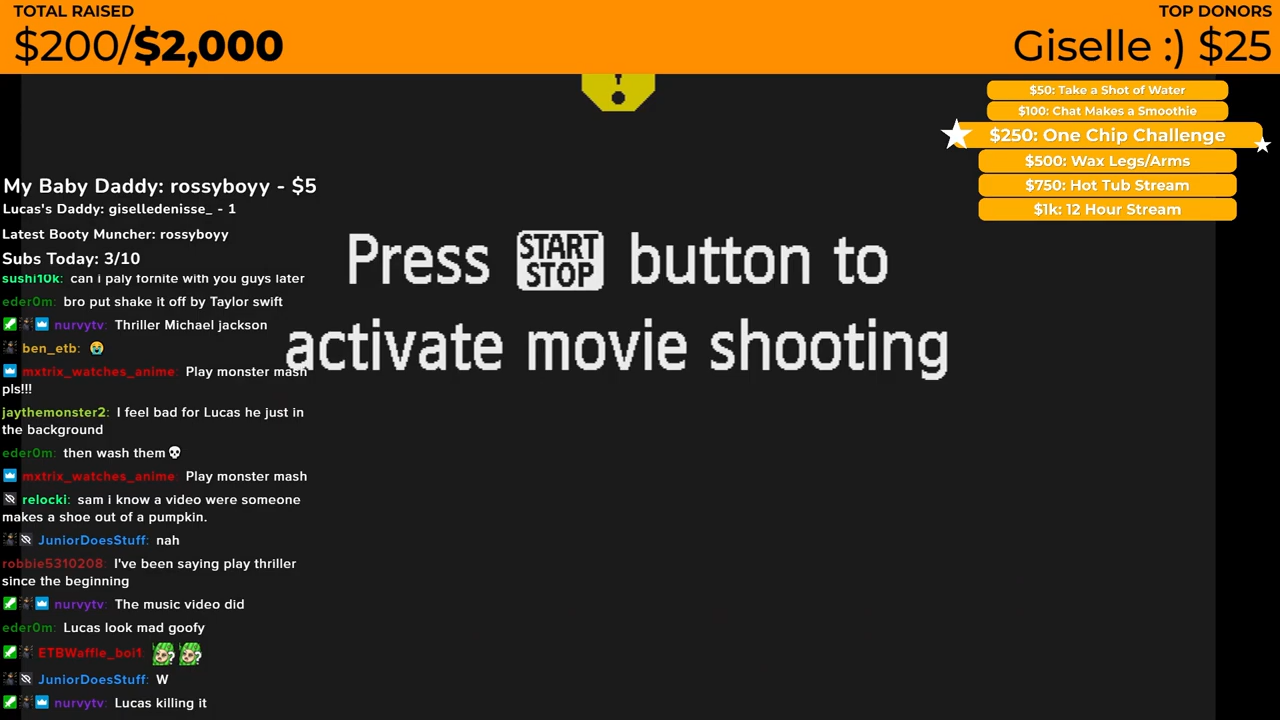 TOTAL RAISED
$200/$2,000
TOP DONORS
Giselle :) $25
!
$50: Take a Shot of Water
$100: Chat Makes a Smoothie
$250: One Chip Challenge
$500: Wax Legs/Arms
$750: Hot Tub Stream
$1k: 12 Hour Stream
My Baby Daddy: rossyboyy - $5
Lucas's Daddy: giselledenisse_ - 1
Latest Booty Muncher: rossyboyy
Subs Today: 3/10
sushi10k: can i paly fornite with you guys later
eder0m: bro put shake it off by Taylor swift
nurvytv: Thriller Michael jackson
ben_etb: 😭
mxtrix_watches_anime: Play monster mash
pls!!!
jaythemonster2: I feel bad for Lucas he just in
the background
eder0m: then wash them💀
mxtrix_watches_anime: Play monster mash
relocki: sam i know a video were someone
makes a shoe out of a pumpkin.
JuniorDoesStuff: nah
robbie5310208: I've been saying play thriller
since the beginning
nurvytv: The music video did
eder0m: Lucas look mad goofy
ETBWaffle_boi1:
JuniorDoesStuff: W
nurvytv: Lucas killing it
Press START STOP button to
activate movie shooting